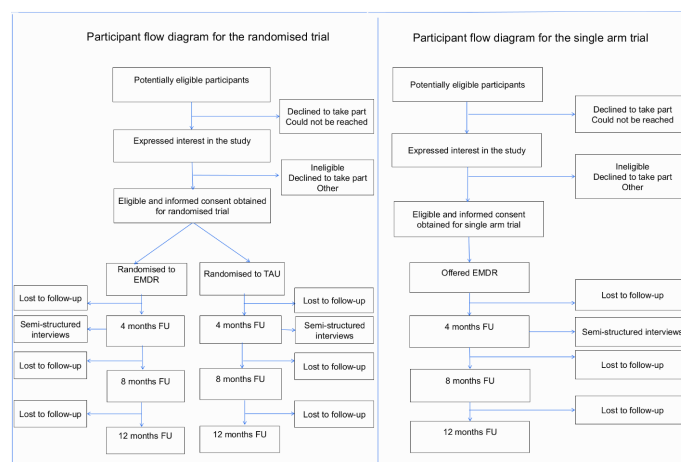 Participant flow diagram for the randomised trial
Potentially eligible participants
Declined to take part
Could not be reached
Expressed interest in the study
Ineligible
Declined to take part
Other
Eligible and informed consent obtained
for randomised trial
Randomised to
EMDR
Randomised to TAU
Lost to follow-up
Lost to follow-up
Semi-structured
interviews
4 months FU
4 months FU
Semi-structured
interviews
Lost to follow-up
Lost to follow-up
8 months FU
8 months FU
Lost to follow-up
Lost to follow-up
12 months FU
12 months FU
Participant flow diagram for the single arm trial
Potentially eligible participants
Declined to take part
Could not be reached
Expressed interest in the study
Ineligible
Declined to take part
Other
Eligible and informed consent
obtained for single arm trial
Offered EMDR
Lost to follow-up
4 months FU
Semi-structured interviews
Lost to follow-up
8 months FU
Lost to follow-up
12 months FU